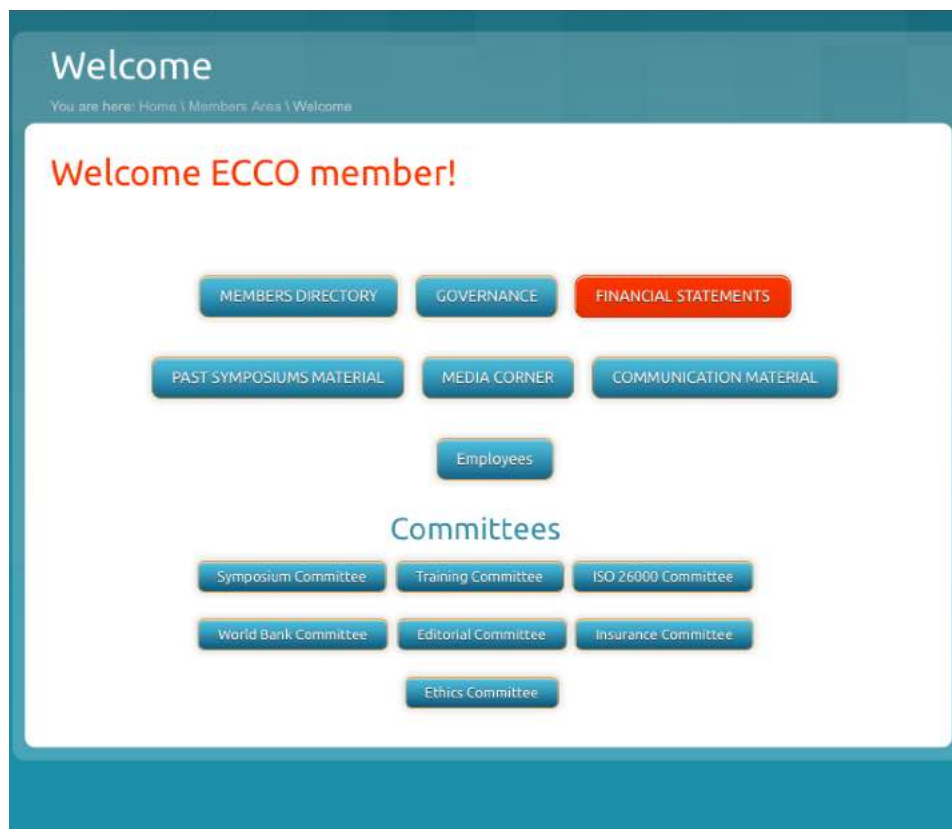 Welcome
You are here: Home \ Members Area \ Welcome
Welcome ECCO member!
MEMBERS DIRECTORY GOVERNANCE FINANCIAL STATEMENTS
PAST SYMPOSIUMS MATERIAL MEDIA CORNER COMMUNICATION MATERIAL
Employees
Committees
Symposium Committee Training Committee ISO 26000 Committee
World Bank Committee Editorial Committee Insurance Committee
Ethics Committee